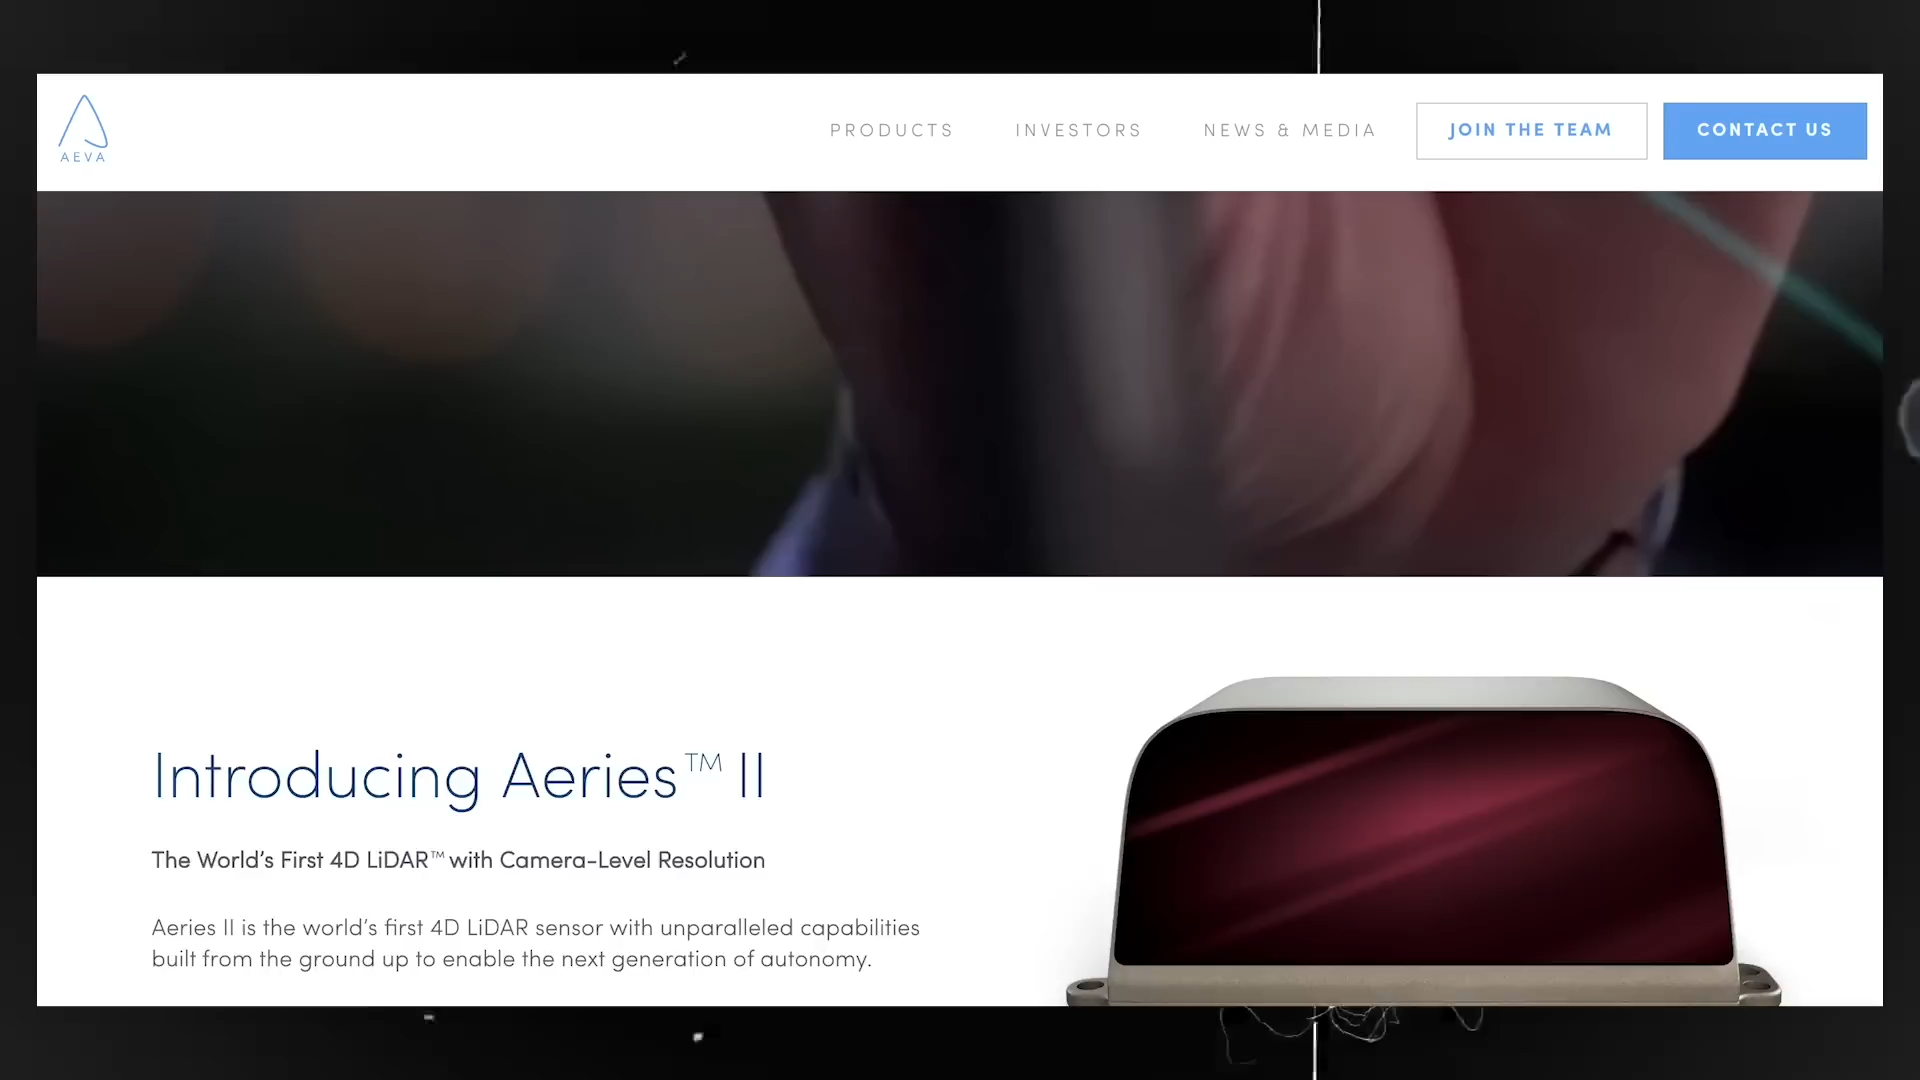 AEVA
PRODUCTS
INVESTORS
NEWS & MEDIA
JOIN THE TEAM
CONTACT US
Introducing Aeries™ II
The World's First 4D LiDAR™ with Camera-Level Resolution
Aeries II is the world's first 4D LiDAR sensor with unparalleled capabilities
built from the ground up to enable the next generation of autonomy.